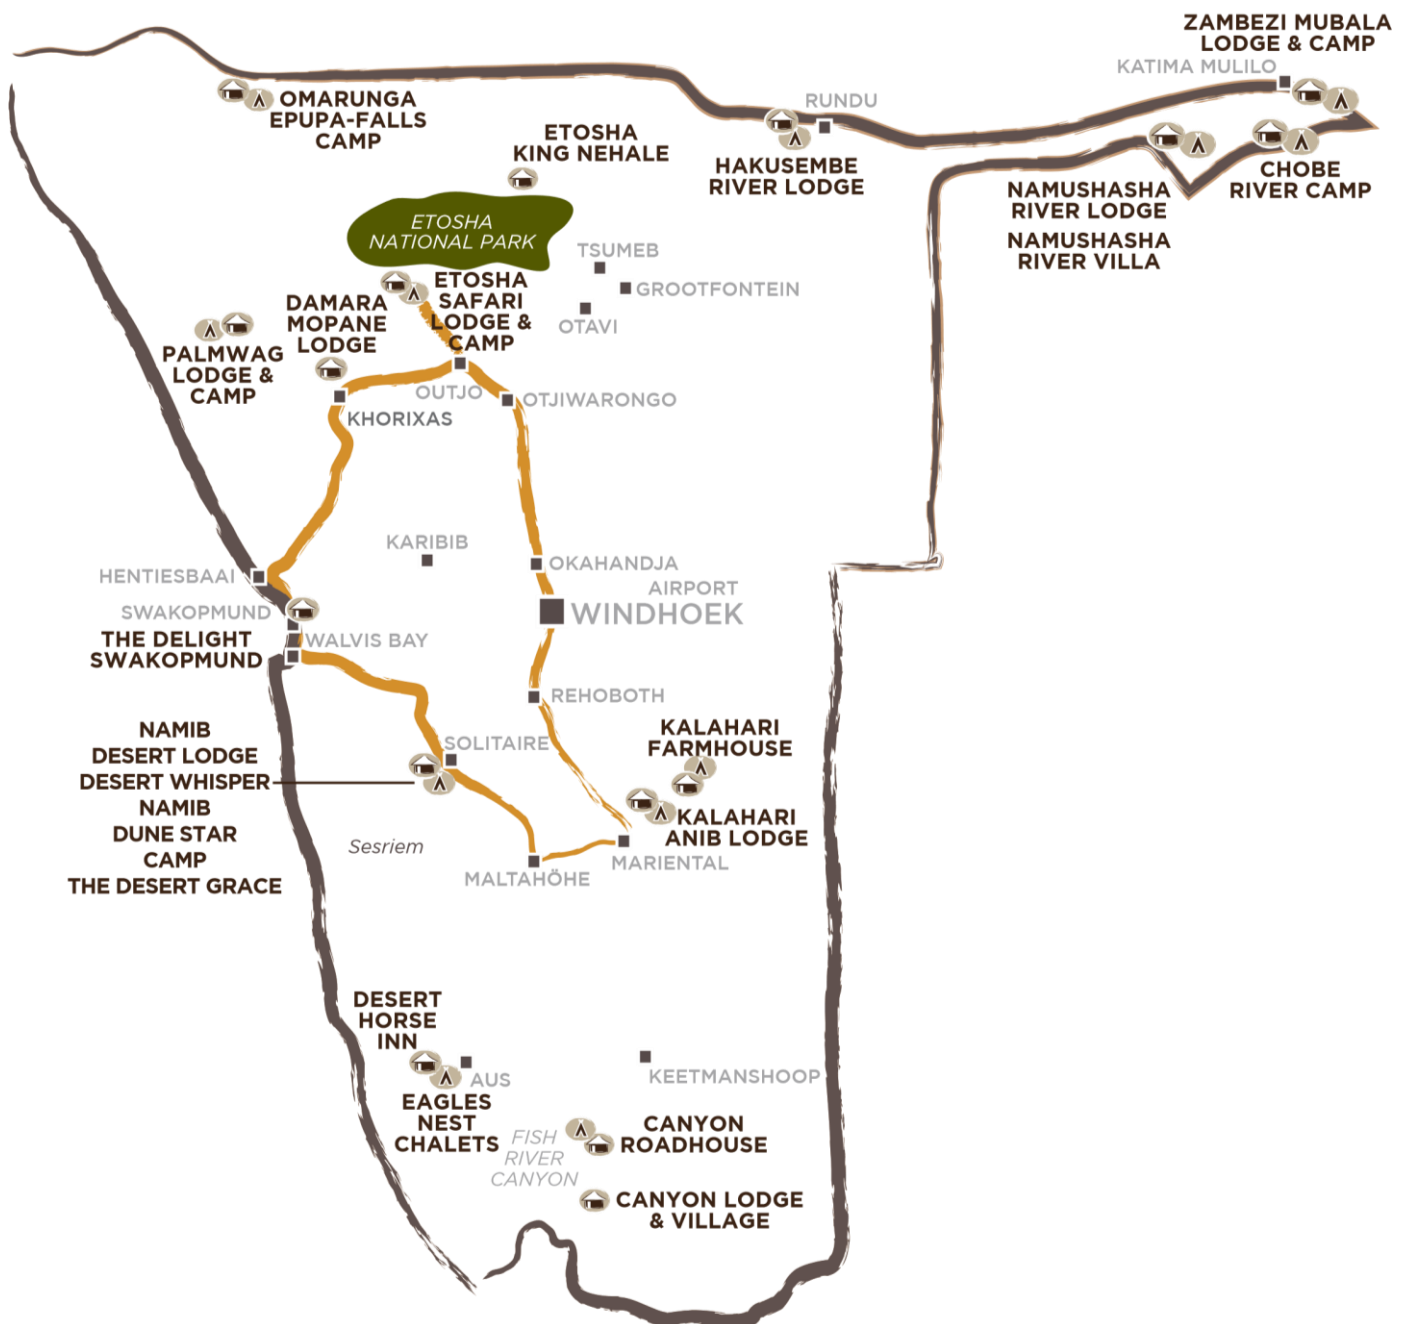 ZAMBEZI MUBALA
LODGE & CAMP
KATIMA MULILO
OMARUNGA
EPUPA-FALLS
CAMP
ETOSHA
KING NEHALE
RUNDU
HAKUSEMBE
RIVER LODGE
NAMUSHASHA
RIVER LODGE
NAMUSHASHA
RIVER VILLA
CHOBE
RIVER CAMP
ETOSHA
NATIONAL PARK
TSUMEB
GROOTFONTEIN
OTAVI
ETOSHA
SAFARI
LODGE &
CAMP
DAMARA
MOPANE
LODGE
PALMWAG
LODGE &
CAMP
OUTJO
OTJIWARONGO
KHORIXAS
KARIBIB
OKAHANDJA
AIRPORT
WINDHOEK
HENTIESBAAI
SWAKOPMUND
WALVIS BAY
THE DELIGHT
SWAKOPMUND
REHOBOTH
NAMIB
DESERT LODGE
DESERT WHISPER
NAMIB
DUNE STAR
CAMP
THE DESERT GRACE
SOLITAIRE
KALAHARI
FARMHOUSE
KALAHARI
ANIB LODGE
Sesriem
MARIENTAL
MALTAHÖHE
DESERT
HORSE
INN
AUS
EAGLES
NEST
CHALETS
KEETMANSHOOP
FISH
RIVER
CANYON
CANYON
ROADHOUSE
CANYON LODGE
& VILLAGE